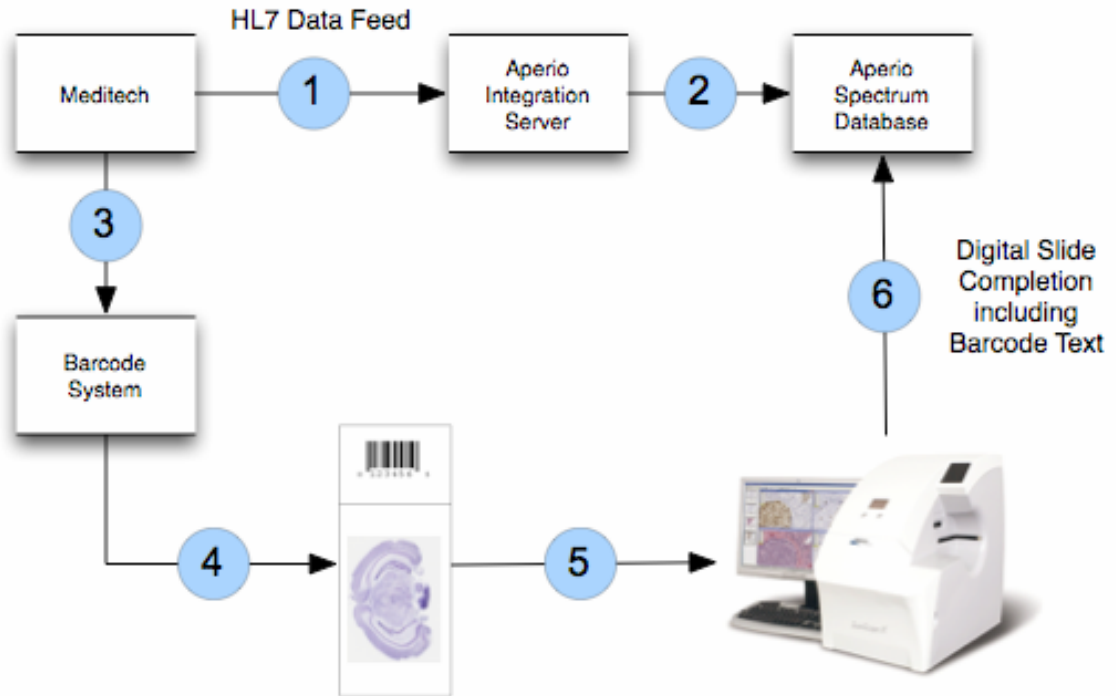 HL7 Data Feed
Meditech
1
Aperio
Integration
Server
2
Aperio
Spectrum
Database
3
Barcode
System
6
Digital Slide
Completion
including
Barcode Text
4
5